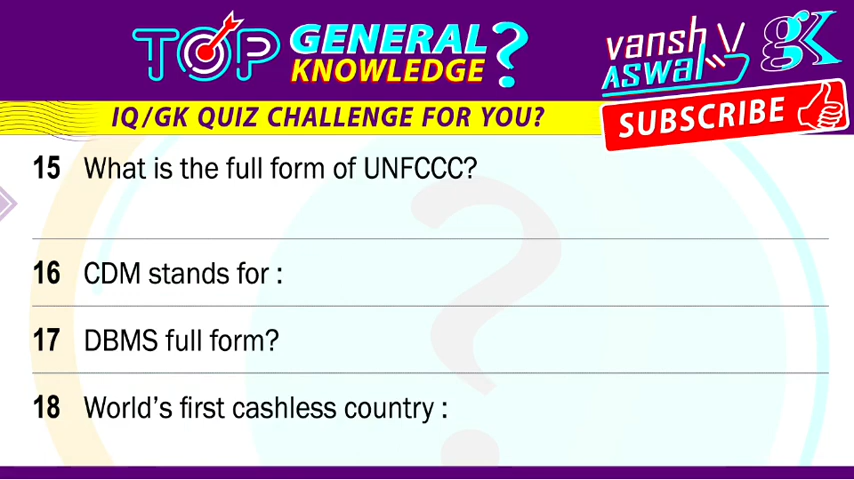 TOP GENERAL KNOWLEDGE ?
vansh ASWal
gK
IQ/GK QUIZ CHALLENGE FOR YOU?
SUBSCRIBE
15 What is the full form of UNFCCC?
16 CDM stands for :
17 DBMS full form?
18 World's first cashless country :